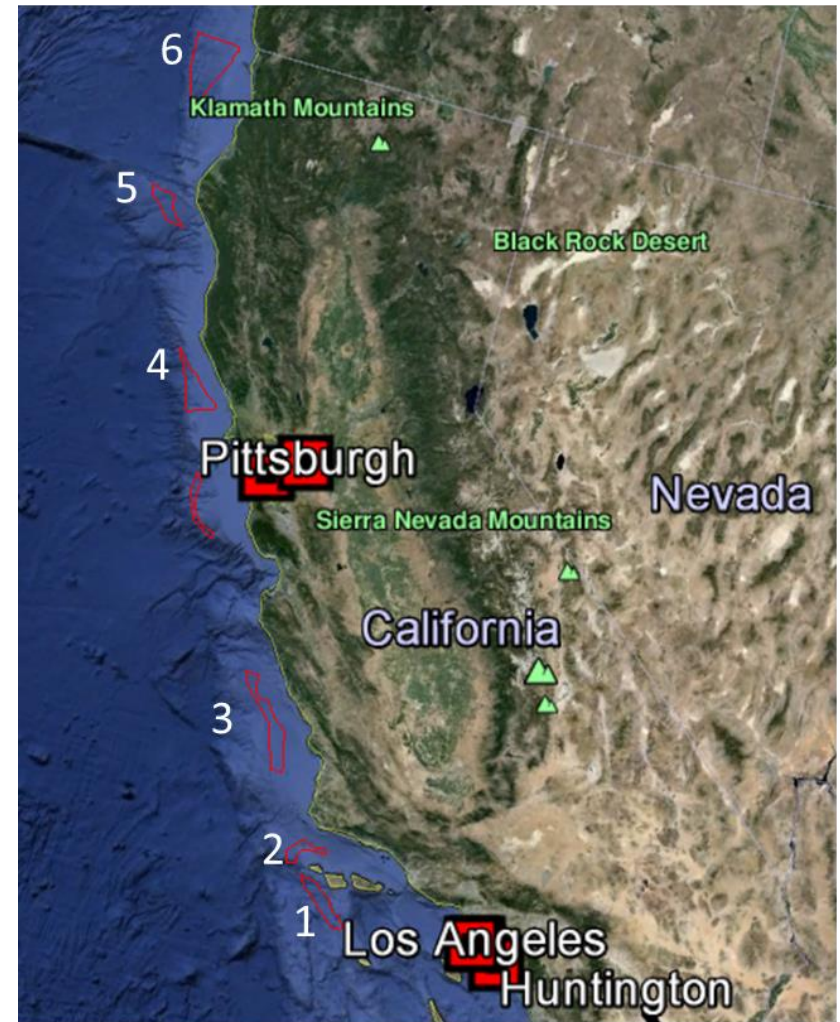 6
Klamath Mountains
5
Black Rock Desert
4
Pittsburgh
Nevada
Sierra Nevada Mountains
California
3
2
1
Los Angeles
Huntington